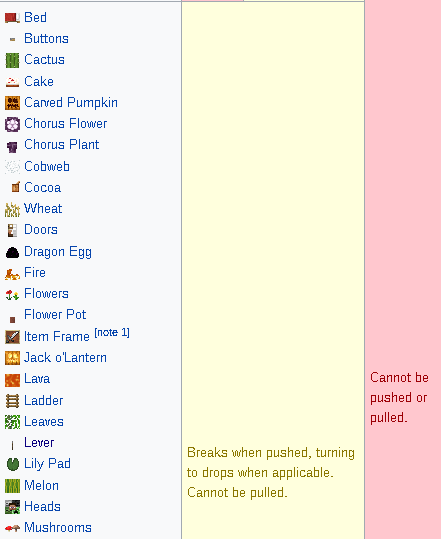 Bed
Buttons
Cactus
Cake
Carved Pumpkin
Chorus Flower
Chorus Plant
Cobweb
Cocoa
Wheat
Doors
Dragon Egg
Fire
Flowers
Flower Pot
Item Frame [note 1]
Jack o'Lantern
Lava
Ladder
Leaves
Lever
Lily Pad
Melon
Heads
Mushrooms
Breaks when pushed, turning
to drops when applicable.
Cannot be pulled.
Cannot be
pushed or
pulled.